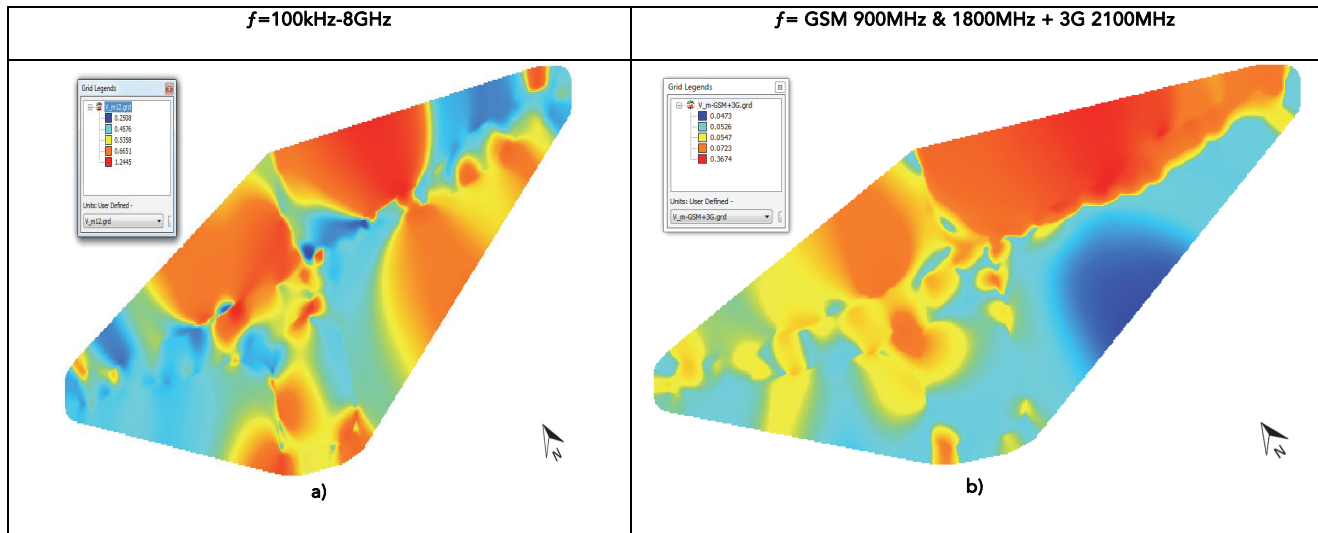 ƒ=100kHz-8GHz
ƒ= GSM 900MHz & 1800MHz + 3G 2100MHz
Grid Legends
V_m12.grd
0.2508
0.4576
0.5358
0.6651
1.2445
Units: User Defined -
V_m12.grd
N
a)
Grid Legends
V_m-GSM+3G.grd
0.0473
0.0526
0.0547
0.0723
0.3674
Units: User Defined -
V_m-GSM+3G.grd
N
b)